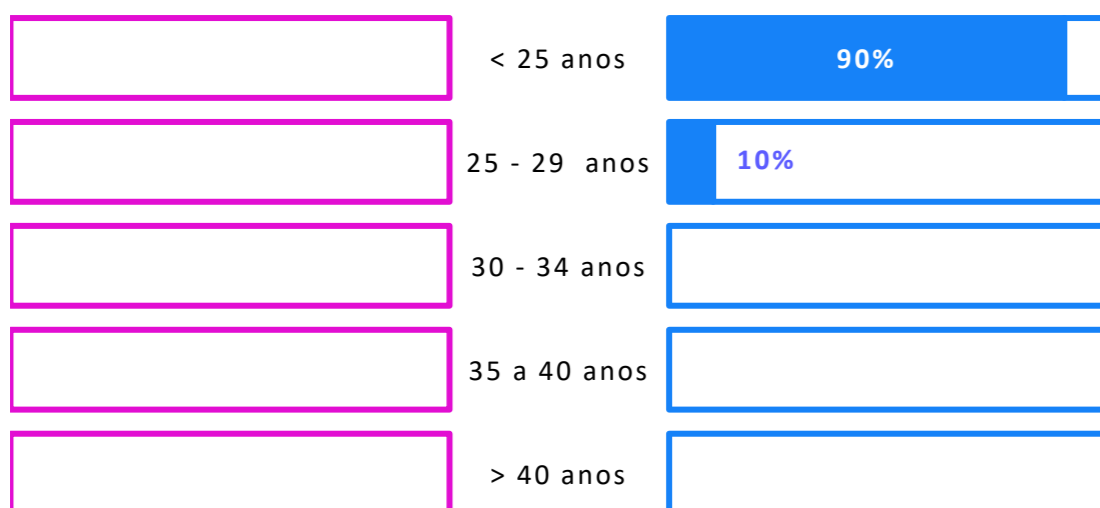 < 25 anos 90%
25 - 29 anos 10%
30 - 34 anos
35 a 40 anos
> 40 anos